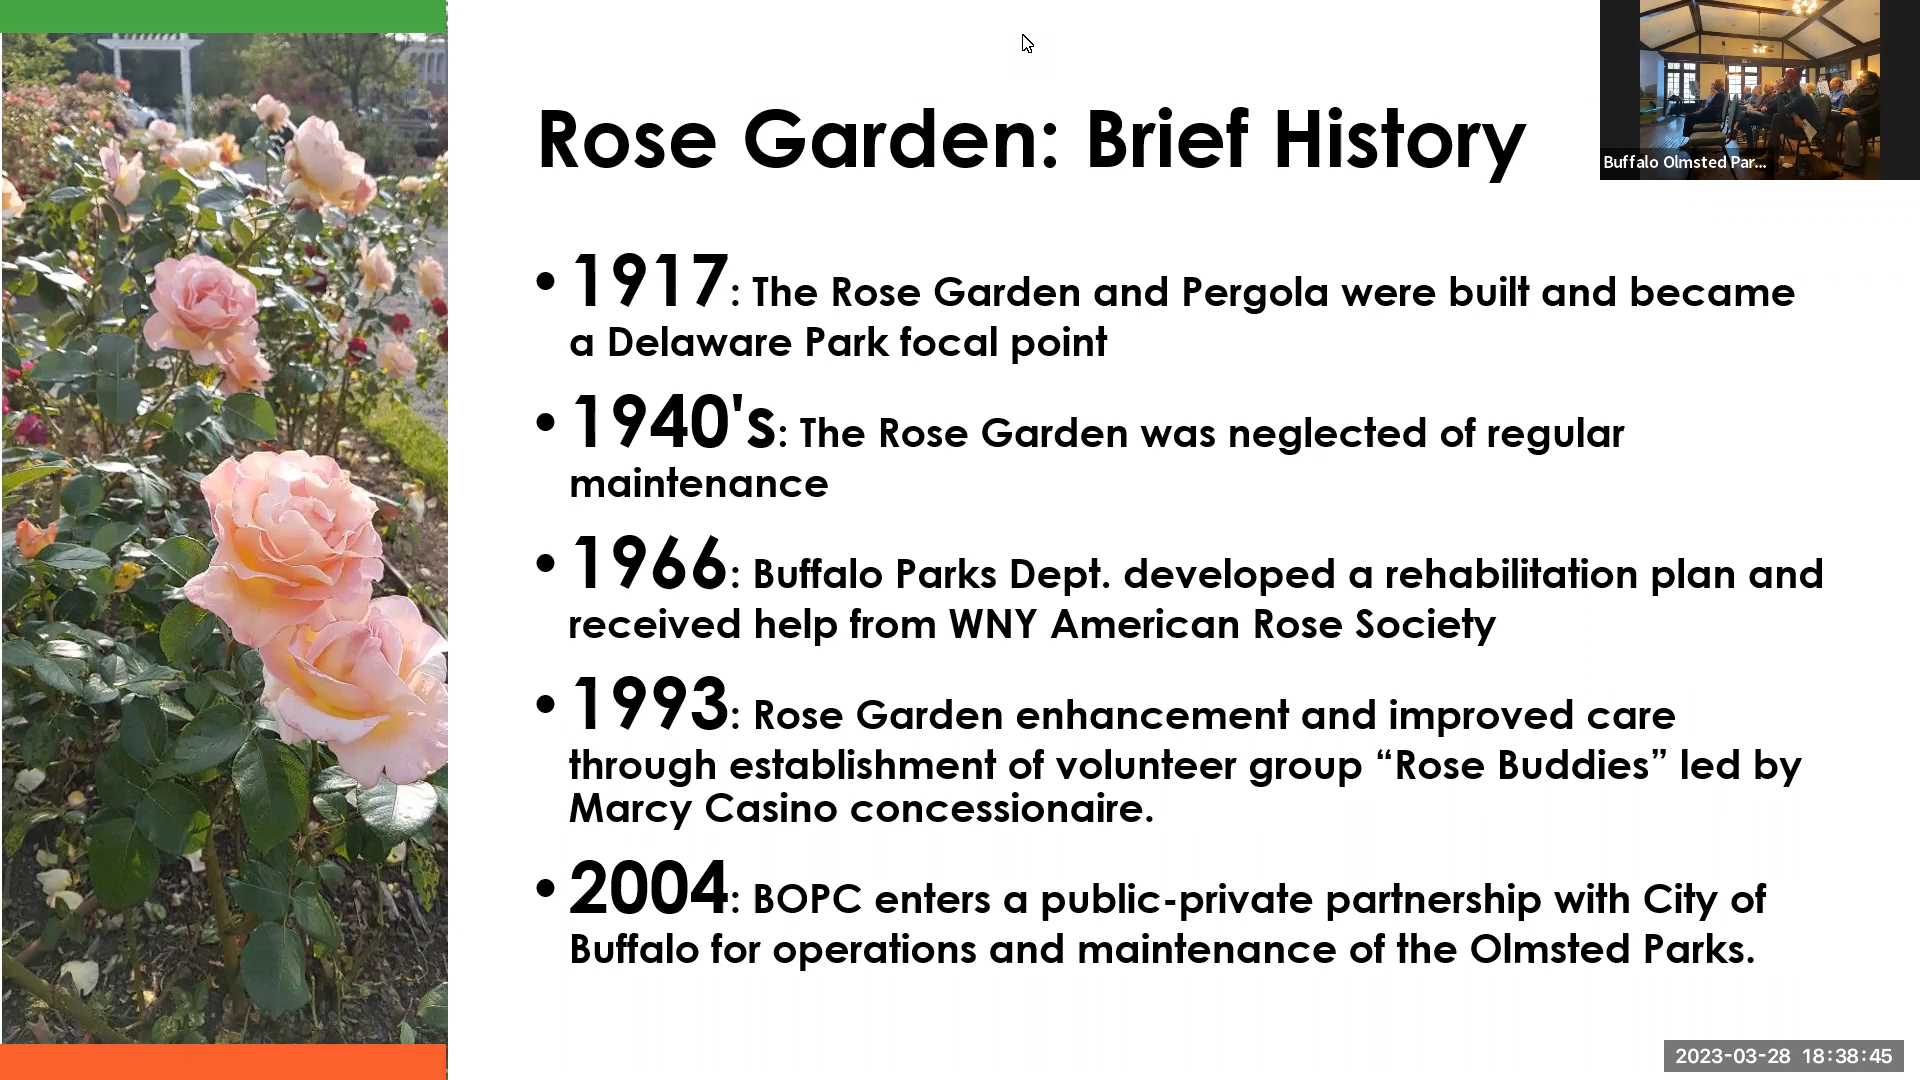 Rose Garden: Brief History
Buffalo Olmsted Par...
• 1917: The Rose Garden and Pergola were built and became
a Delaware Park focal point
• 1940's: The Rose Garden was neglected of regular
maintenance
• 1966: Buffalo Parks Dept. developed a rehabilitation plan and
received help from WNY American Rose Society
• 1993: Rose Garden enhancement and improved care
through establishment of volunteer group “Rose Buddies” led by
Marcy Casino concessionaire.
• 2004: BOPC enters a public-private partnership with City of
Buffalo for operations and maintenance of the Olmsted Parks.
2023-03-28 18:38:45